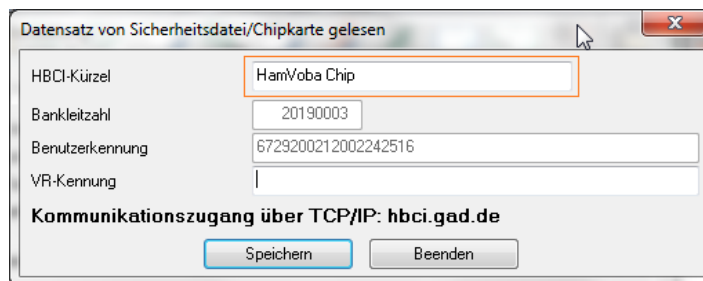 Datensatz von Sicherheitsdatei/Chipkarte gelesen
HBCI-Kürzel HamVoba Chip
Bankleitzahl 20190003
Benutzerkennung 6729200212002242516
VR-Kennung
Kommunikationszugang über TCP/IP: hbci.gad.de
Speichern Beenden